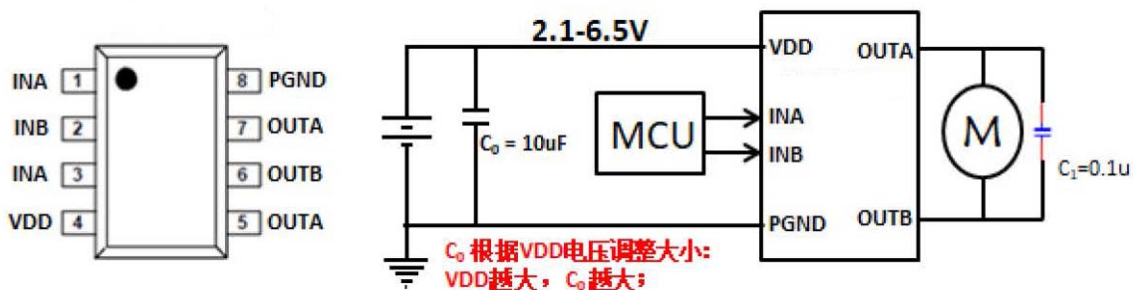 INA 1 8 PGND
INB 2 7 OUTA
INA 3 6 OUTB
VDD 4 5 OUTA
2.1-6.5V
VDD OUTA
INA
MCU
INB
C₀ = 10uF
M
C₁=0.1u
PGND OUTB
C₀ 根据VDD电压调整大小:
VDD越大，C₀ 越大；